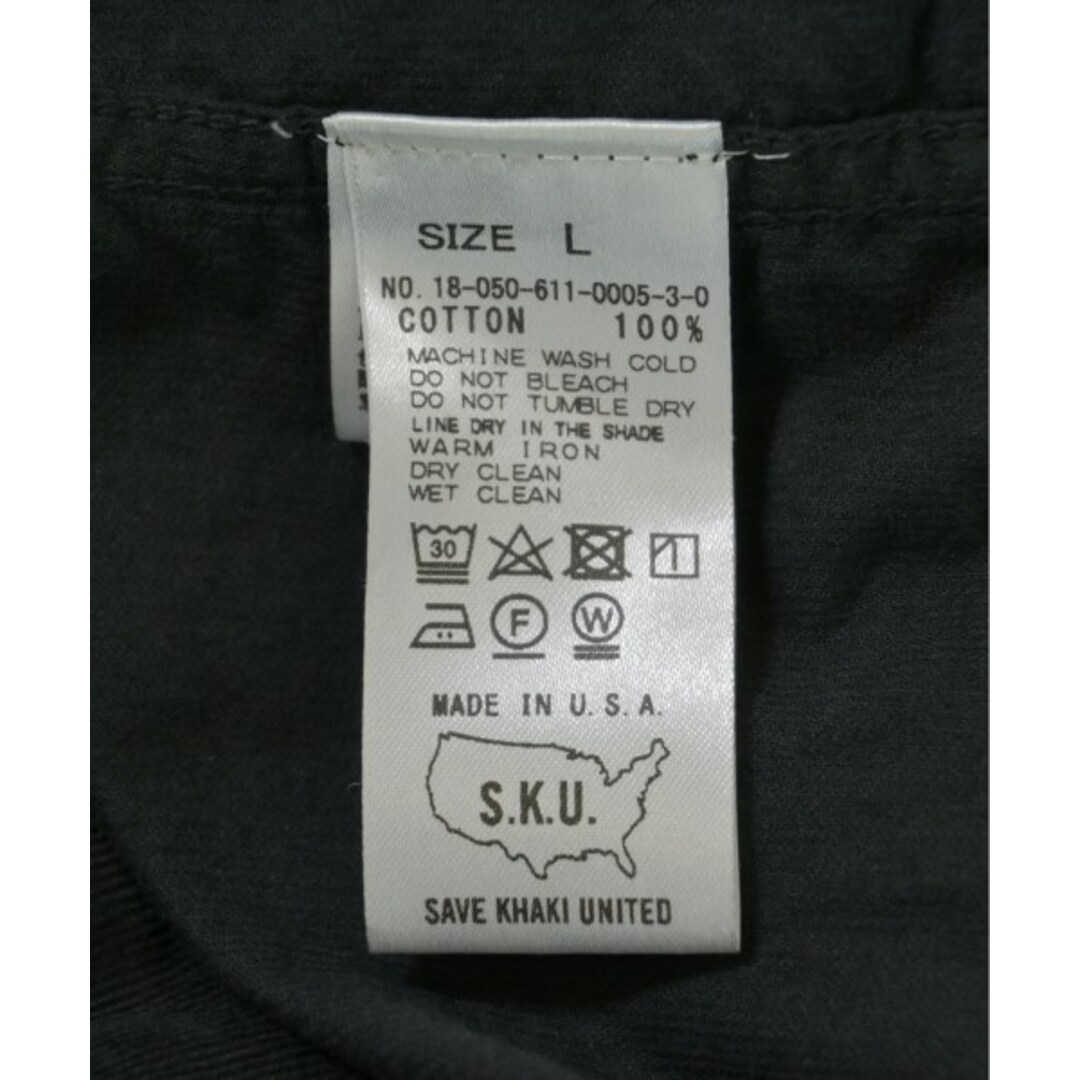 SIZE L
NO. 18-050-611-0005-3-0
COTTON 100%
MACHINE WASH COLD
DO NOT BLEACH
DO NOT TUMBLE DRY
LINE DRY IN THE SHADE
WARM IRON
DRY CLEAN
WET CLEAN
30
F W
MADE IN U.S.A.
S.K.U.
SAVE KHAKI UNITED